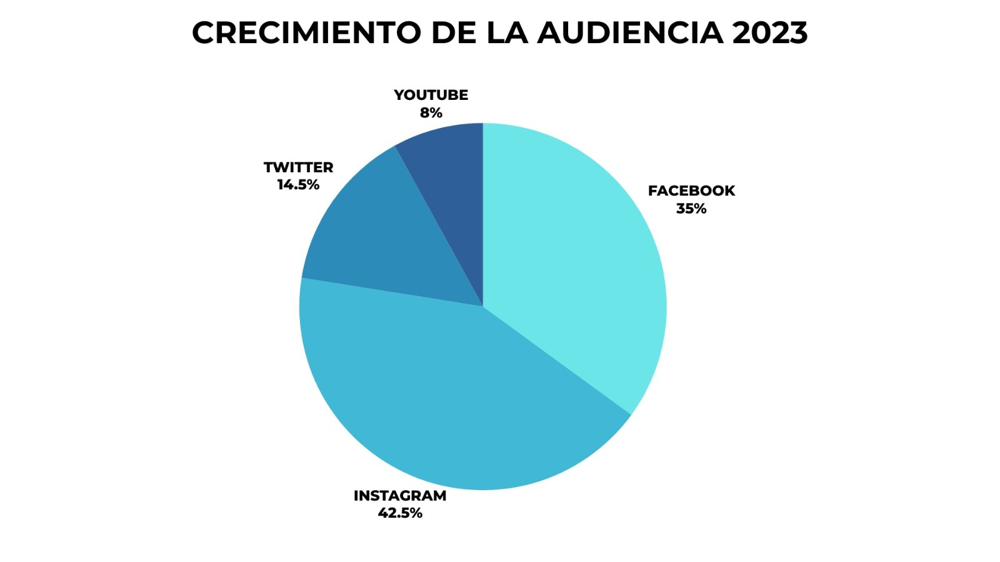 CRECIMIENTO DE LA AUDIENCIA 2023
YOUTUBE
8%
TWITTER
14.5%
FACEBOOK
35%
INSTAGRAM
42.5%